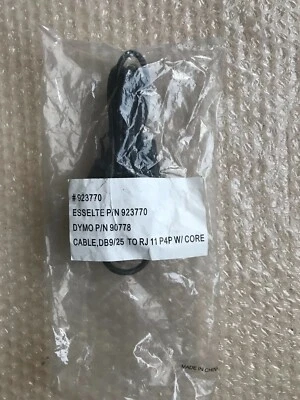 # 923770
ESSELTE P/N 923770
DYMO P/N 90778
CABLE,DB9/25 TO RJ 11 P4P W/ CORE
MADE IN CHINA